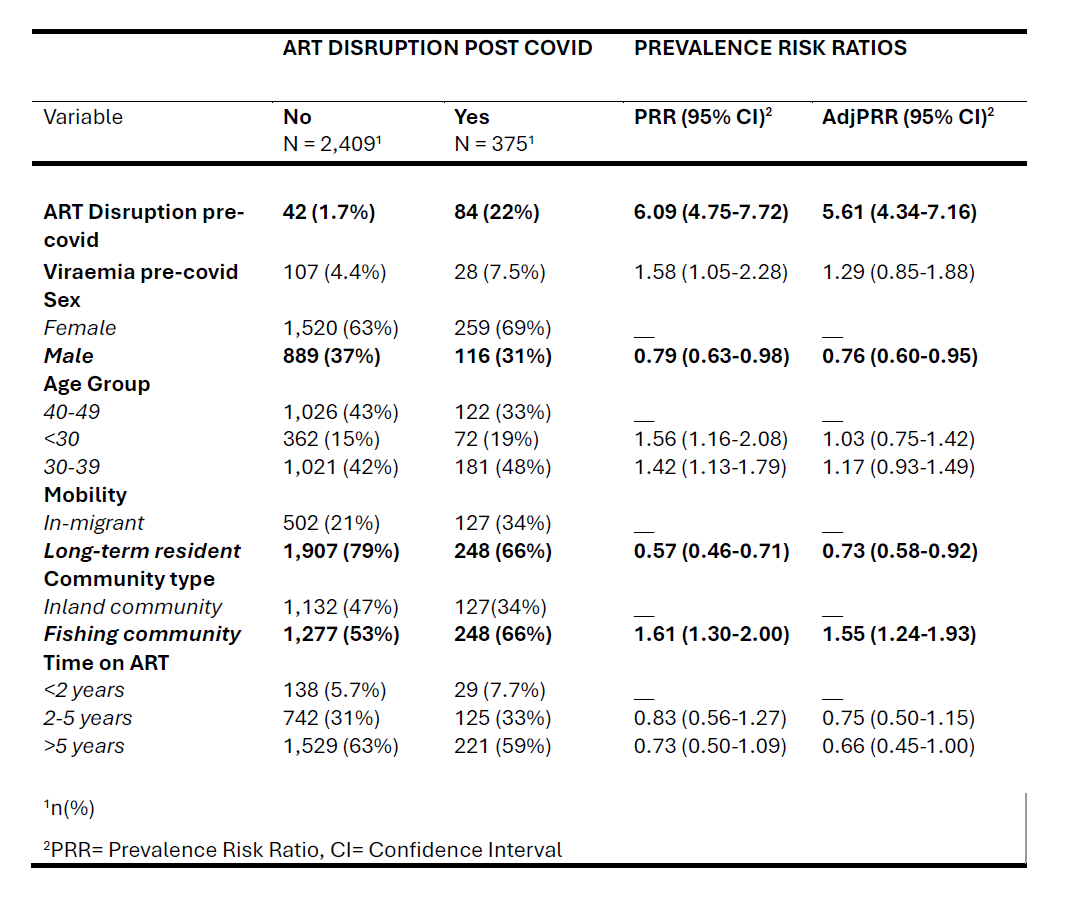 ART DISRUPTION POST COVID PREVALENCE RISK RATIOS
Variable No Yes PRR (95% CI)² AdjPRR (95% CI)²
N = 2,409¹ N = 375¹
ART Disruption pre- 42 (1.7%) 84 (22%) 6.09 (4.75-7.72) 5.61 (4.34-7.16)
covid
Viraemia pre-covid 107 (4.4%) 28 (7.5%) 1.58 (1.05-2.28) 1.29 (0.85-1.88)
Sex
Female 1,520 (63%) 259 (69%) __ __
Male 889 (37%) 116 (31%) 0.79 (0.63-0.98) 0.76 (0.60-0.95)
Age Group
40-49 1,026 (43%) 122 (33%) __ __
<30 362 (15%) 72 (19%) 1.56 (1.16-2.08) 1.03 (0.75-1.42)
30-39 1,021 (42%) 181 (48%) 1.42 (1.13-1.79) 1.17 (0.93-1.49)
Mobility
In-migrant 502 (21%) 127 (34%) __ __
Long-term resident 1,907 (79%) 248 (66%) 0.57 (0.46-0.71) 0.73 (0.58-0.92)
Community type
Inland community 1,132 (47%) 127(34%) __ __
Fishing community 1,277 (53%) 248 (66%) 1.61 (1.30-2.00) 1.55 (1.24-1.93)
Time on ART
<2 years 138 (5.7%) 29 (7.7%) __ __
2-5 years 742 (31%) 125 (33%) 0.83 (0.56-1.27) 0.75 (0.50-1.15)
>5 years 1,529 (63%) 221 (59%) 0.73 (0.50-1.09) 0.66 (0.45-1.00)
¹n(%)
²PRR= Prevalence Risk Ratio, CI= Confidence Interval